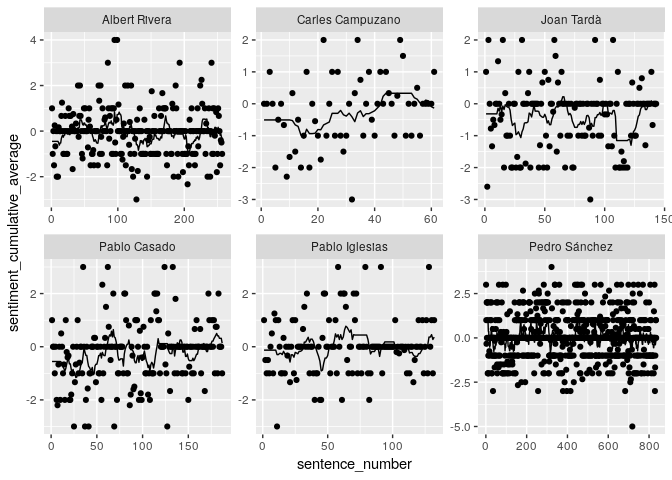 Albert Rivera
Carles Campuzano
Joan Tardà
4
2
0
-2
2
1
0
-1
-2
-3
2
1
0
-1
-2
-3
0 100 200
0 20 40 60
0 50 100 150
Pablo Casado
Pablo Iglesias
Pedro Sánchez
2
0
-2
2
0
-2
2.5
0.0
-2.5
-5.0
0 50 100 150
0 50 100
0 200 400 600 800
sentiment_cumulative_average
sentence_number